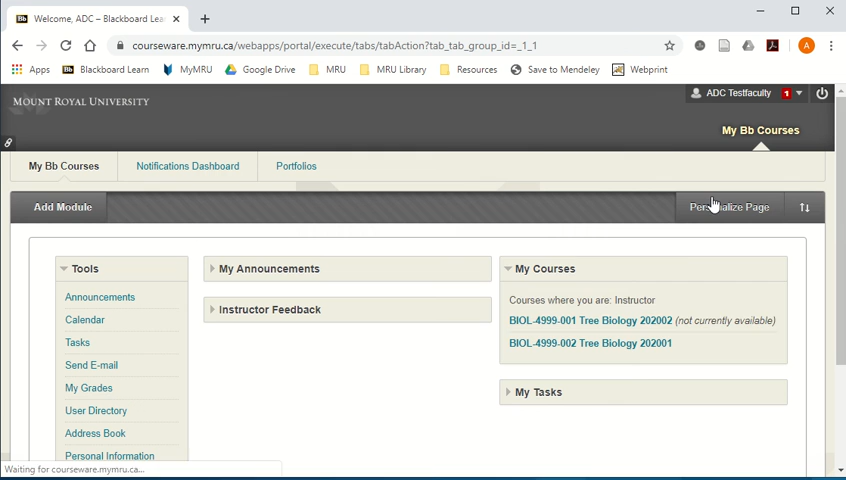 Welcome, ADC – Blackboard Lea
courseware.mymru.ca/webapps/portal/execute/tabs/tabAction?tab_tab_group_id=_1_1
A
Apps Bb Blackboard Learn MyMRU Google Drive MRU MRU Library Resources Save to Mendeley Webprint
MOUNT ROYAL UNIVERSITY
ADC Testfaculty 1
My Bb Courses
My Bb Courses Notifications Dashboard Portfolios
Add Module Personalize Page
Tools
My Announcements
My Courses
Announcements
Courses where you are: Instructor
Calendar
Instructor Feedback
BIOL-4999-001 Tree Biology 202002 (not currently available)
Tasks
BIOL-4999-002 Tree Biology 202001
Send E-mail
My Grades
My Tasks
User Directory
Address Book
Personal Information
Waiting for courseware.mymru.ca...